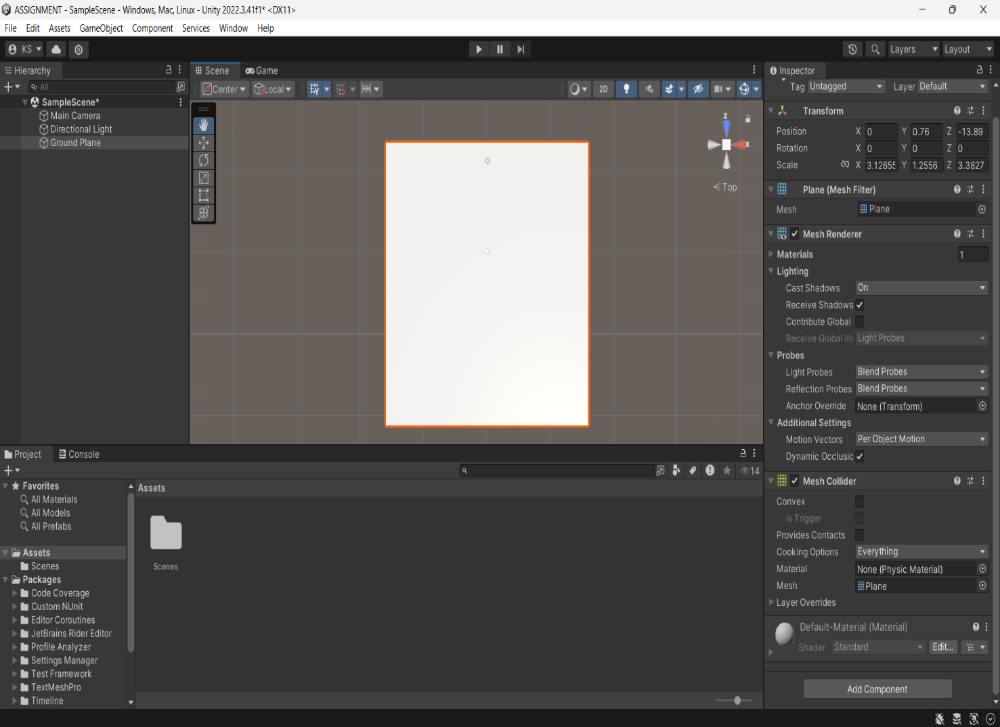 ASSIGNMENT - SampleScene - Windows, Mac, Linux - Unity 2022.3.41f1* <DX11>
File Edit Assets GameObject Component Services Window Help
KS Layers Layout
Hierarchy
All
SampleScene*
Main Camera
Directional Light
Ground Plane
Scene Game
Center Local 2D
z
x
Top
Inspector
Tag Untagged Layer Default
Transform
Position X 0 Y 0.76 Z -13.89
Rotation X 0 Y 0 Z 0
Scale X 3.12655 Y 1.2556 Z 3.3827
Plane (Mesh Filter)
Mesh Plane
Mesh Renderer
Materials 1
Lighting
Cast Shadows On
Receive Shadows
Contribute Global
Receive Global Illu Light Probes
Probes
Light Probes Blend Probes
Reflection Probes Blend Probes
Anchor Override None (Transform)
Additional Settings
Motion Vectors Per Object Motion
Dynamic Occlusic
Mesh Collider
Convex
Is Trigger
Provides Contacts
Cooking Options Everything
Material None (Physic Material)
Mesh Plane
Layer Overrides
Default-Material (Material)
Shader Standard Edit...
Add Component
Project Console
14
Favorites
All Materials
All Models
All Prefabs
Assets
Scenes
Packages
Code Coverage
Custom NUnit
Editor Coroutines
JetBrains Rider Editor
Profile Analyzer
Settings Manager
Test Framework
TextMeshPro
Timeline
Assets
Scenes